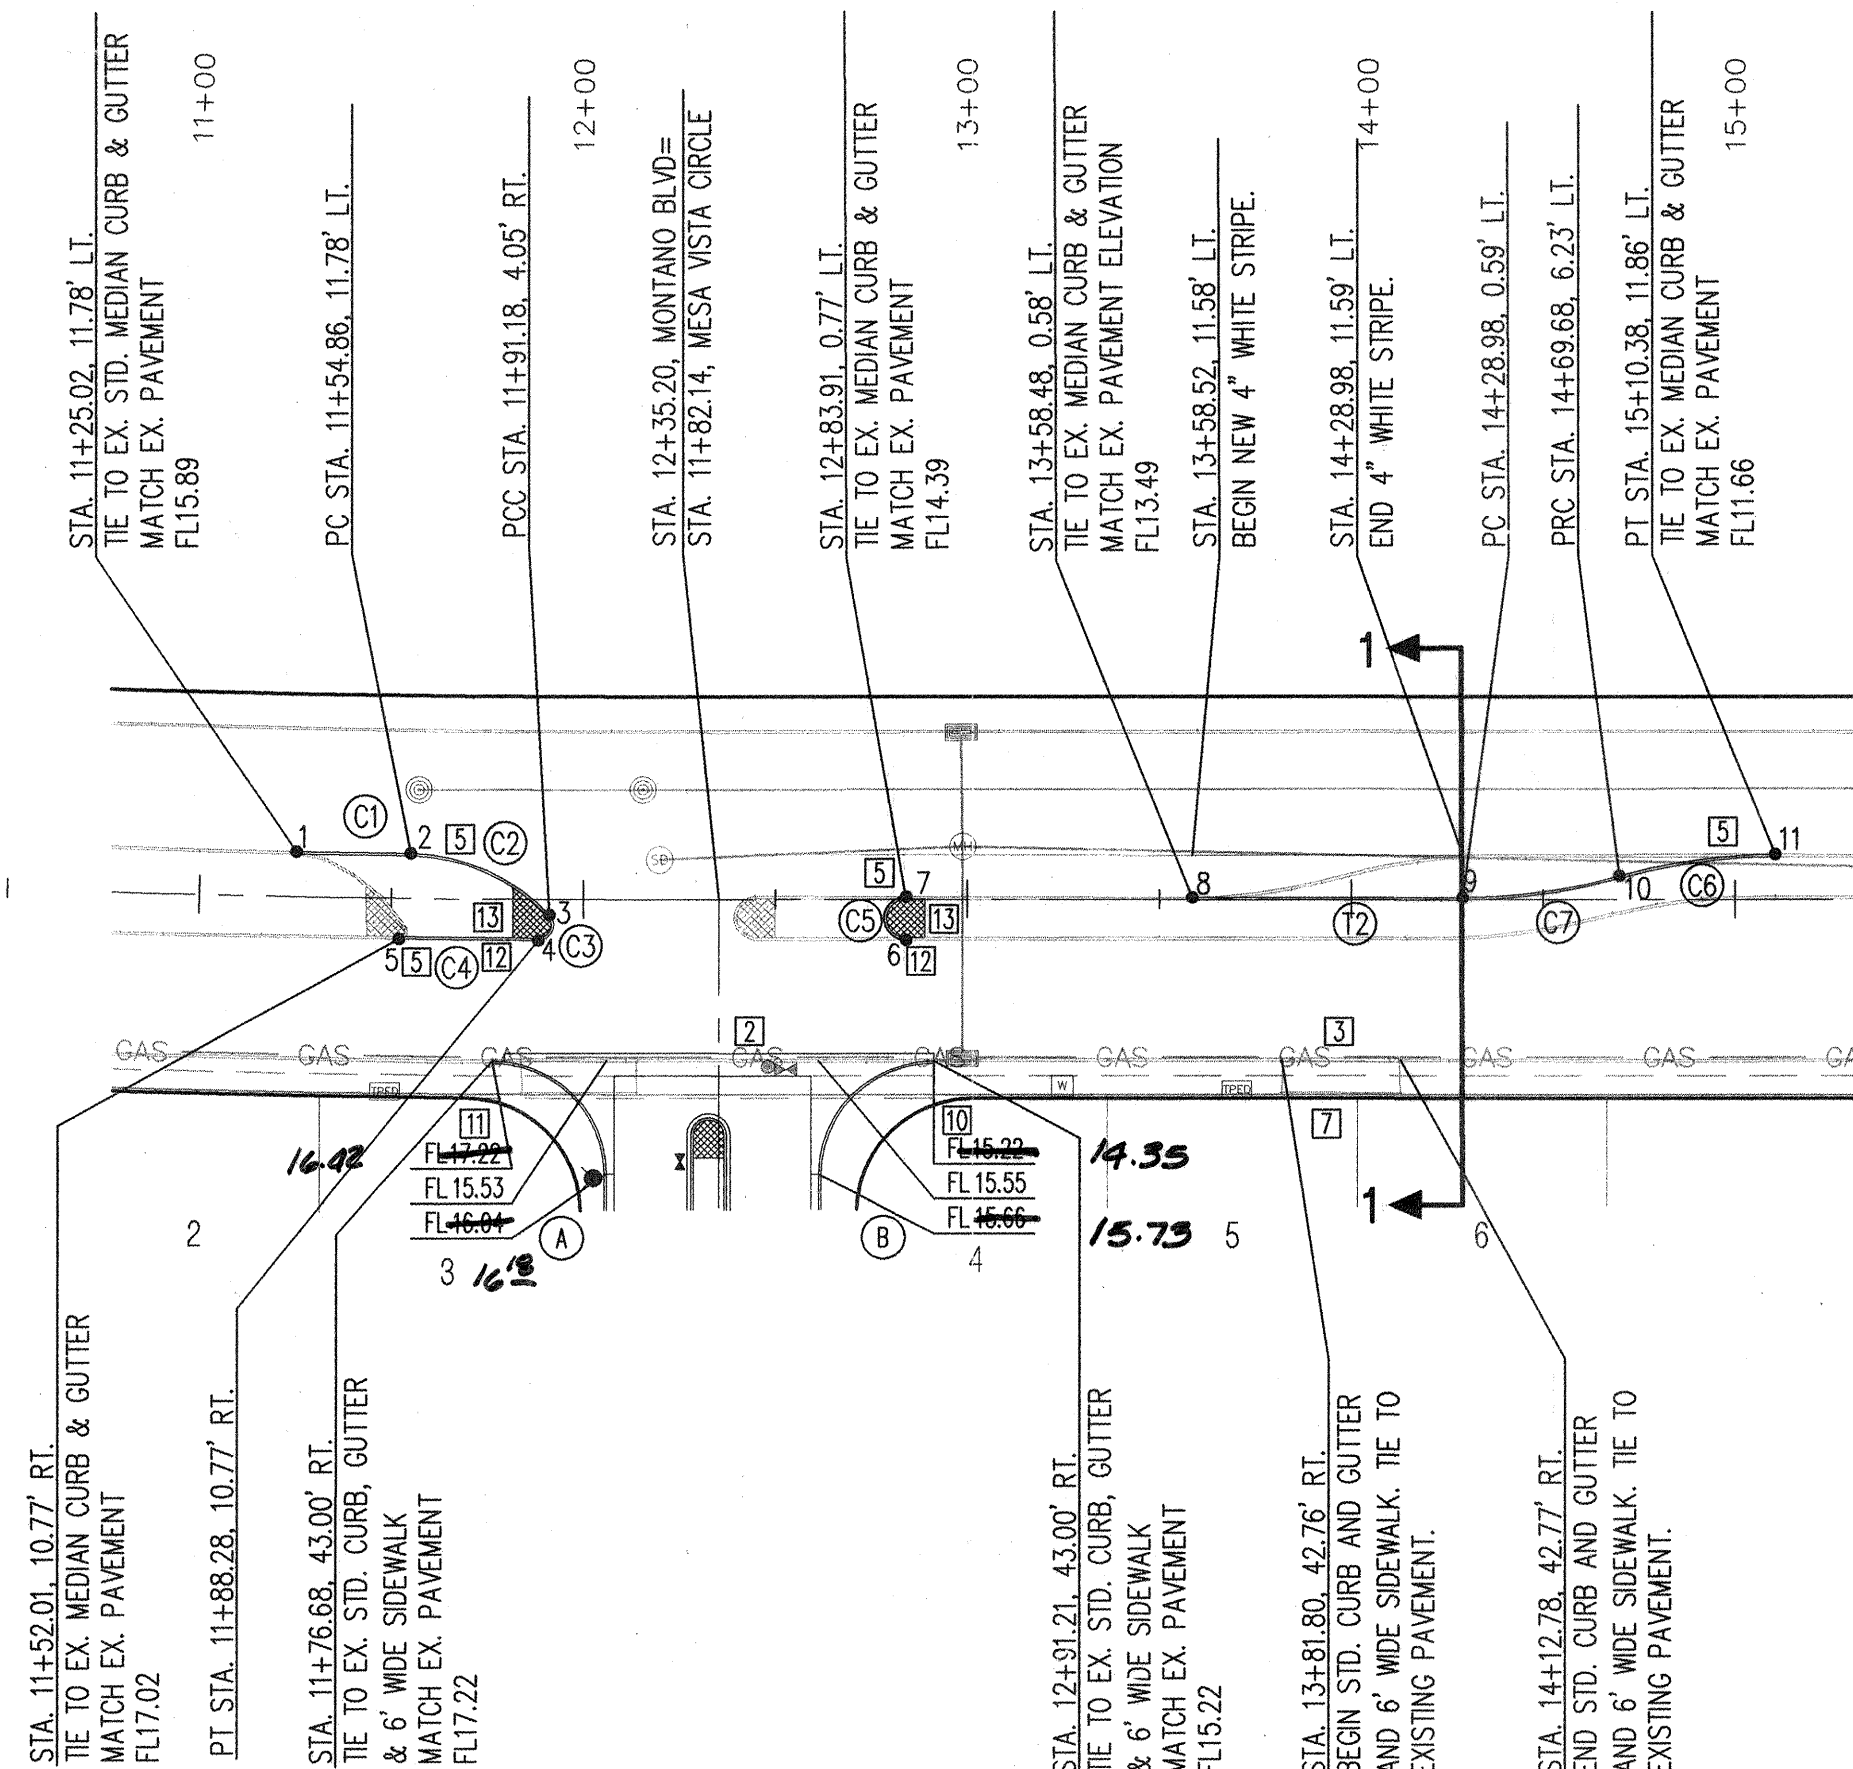 STA. 11+25.02, 11.78' LT.
TIE TO EX. STD. MEDIAN CURB & GUTTER
MATCH EX. PAVEMENT
FL15.89
11+00
PC STA. 11+54.86, 11.78' LT.
PCC STA. 11+91.18, 4.05' RT.
12+00
STA. 12+35.20, MONTANO BLVD=
STA. 11+82.14, MESA VISTA CIRCLE
STA. 12+83.91, 0.77' LT.
TIE TO EX. MEDIAN CURB & GUTTER
MATCH EX. PAVEMENT
FL14.39
13+00
STA. 13+58.48, 0.58' LT.
TIE TO EX. MEDIAN CURB & GUTTER
MATCH EX. PAVEMENT ELEVATION
FL13.49
STA. 13+58.52, 11.58' LT.
BEGIN NEW 4" WHITE STRIPE.
14+00
STA. 14+28.98, 11.59' LT.
END 4" WHITE STRIPE.
PC STA. 14+28.98, 0.59' LT.
PRC STA. 14+69.68, 6.23' LT.
PT STA. 15+10.38, 11.86' LT.
TIE TO EX. MEDIAN CURB & GUTTER
MATCH EX. PAVEMENT
FL11.66
15+00
1
1 C1 2 5 C2
SD MH
5 11
3 13 C3 4 12 C4 5 5
5 7 C5 13 6 12
8 T2 9 C7 10 C6
2 3
GAS GAS GAS GAS GAS GAS GAS GAS GAS GA
TPED W TPED
11 10 7
16.42 FL17.22 FL15.22 14.35
FL15.53 FL15.55
FL16.04 A B FL15.66 15.73
1
2 3 16.18 4 5 6
STA. 11+52.01, 10.77' RT.
TIE TO EX. MEDIAN CURB & GUTTER
MATCH EX. PAVEMENT
FL17.02
PT STA. 11+88.28, 10.77' RT.
STA. 11+76.68, 43.00' RT.
TIE TO EX. STD. CURB, GUTTER
& 6' WIDE SIDEWALK
MATCH EX. PAVEMENT
FL17.22
STA. 12+91.21, 43.00' RT.
TIE TO EX. STD. CURB, GUTTER
& 6' WIDE SIDEWALK
MATCH EX. PAVEMENT
FL15.22
STA. 13+81.80, 42.76' RT.
BEGIN STD. CURB AND GUTTER
AND 6' WIDE SIDEWALK. TIE TO
EXISTING PAVEMENT.
STA. 14+12.78, 42.77' RT.
END STD. CURB AND GUTTER
AND 6' WIDE SIDEWALK. TIE TO
EXISTING PAVEMENT.